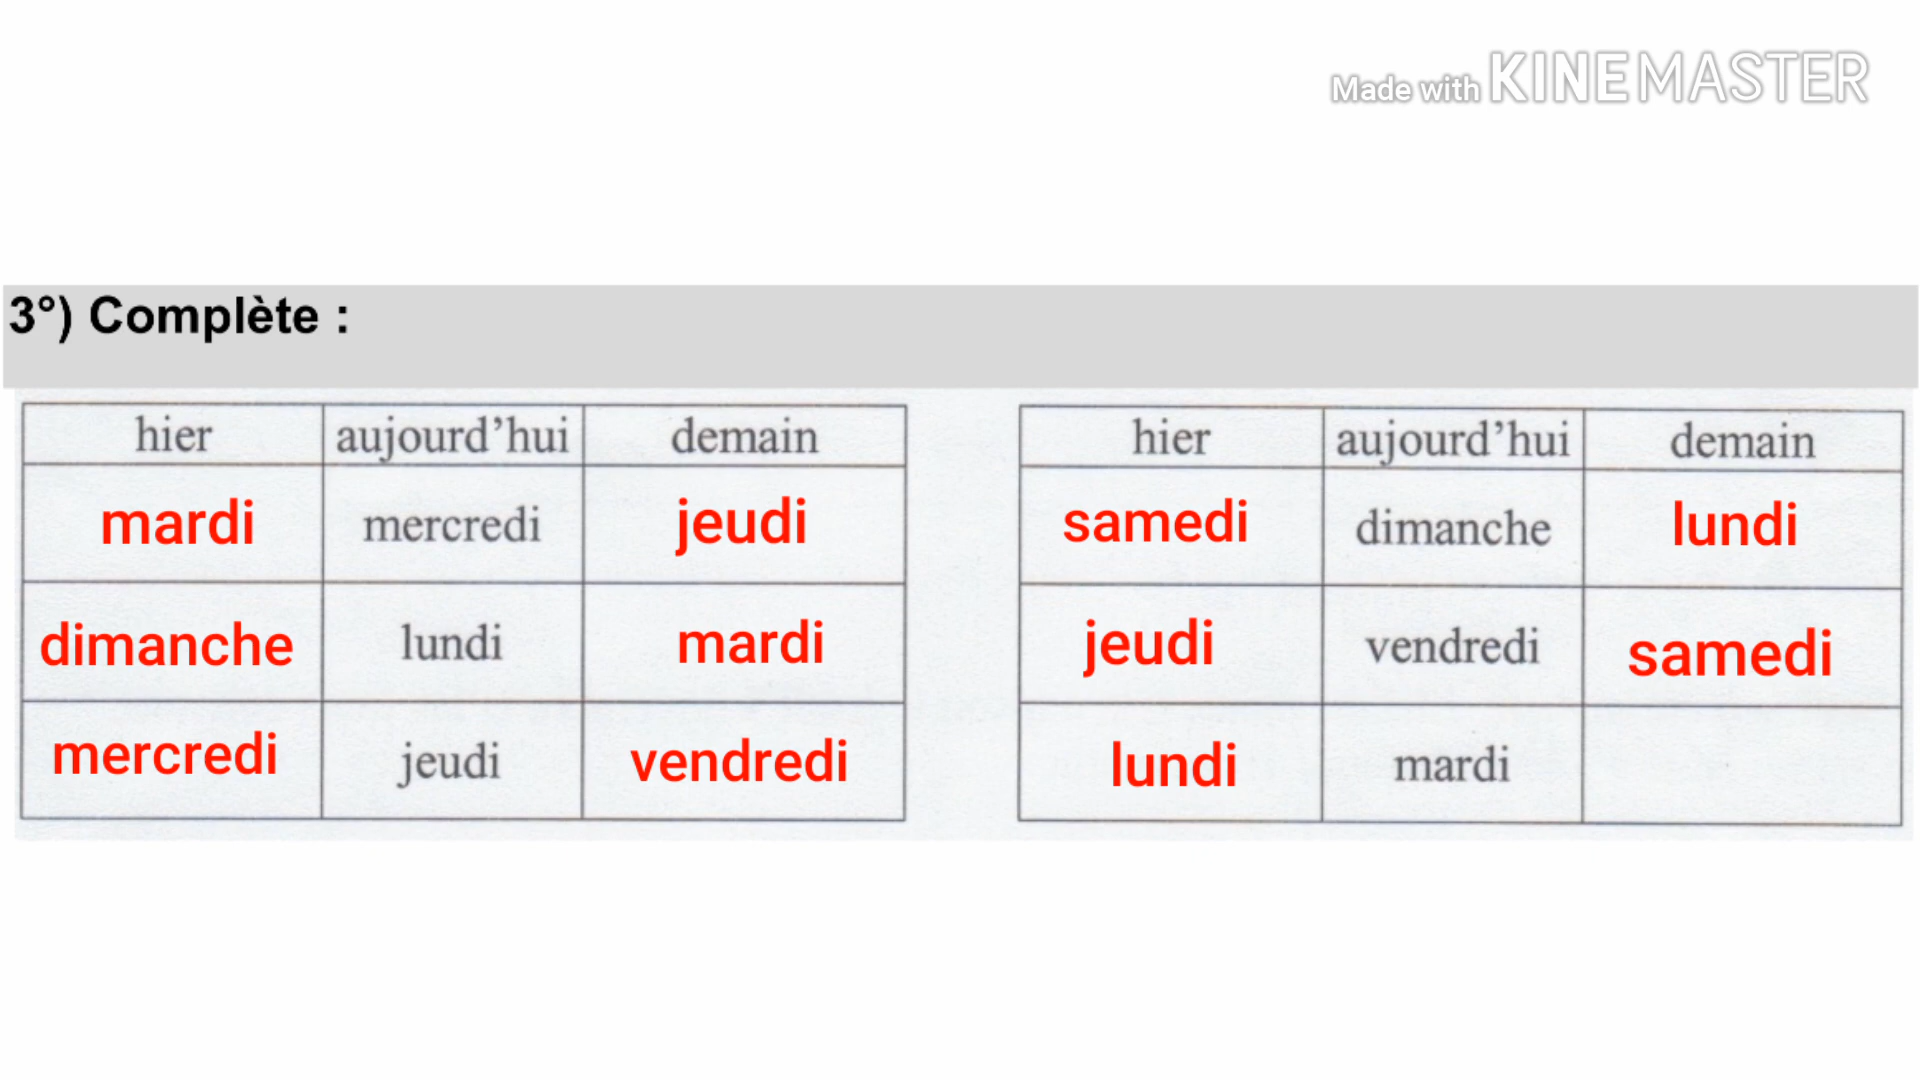 Made with KINEMASTER
3°) Complète :
hier aujourd’hui demain
mardi mercredi jeudi
dimanche lundi mardi
mercredi jeudi vendredi
hier aujourd’hui demain
samedi dimanche lundi
jeudi vendredi samedi
lundi mardi